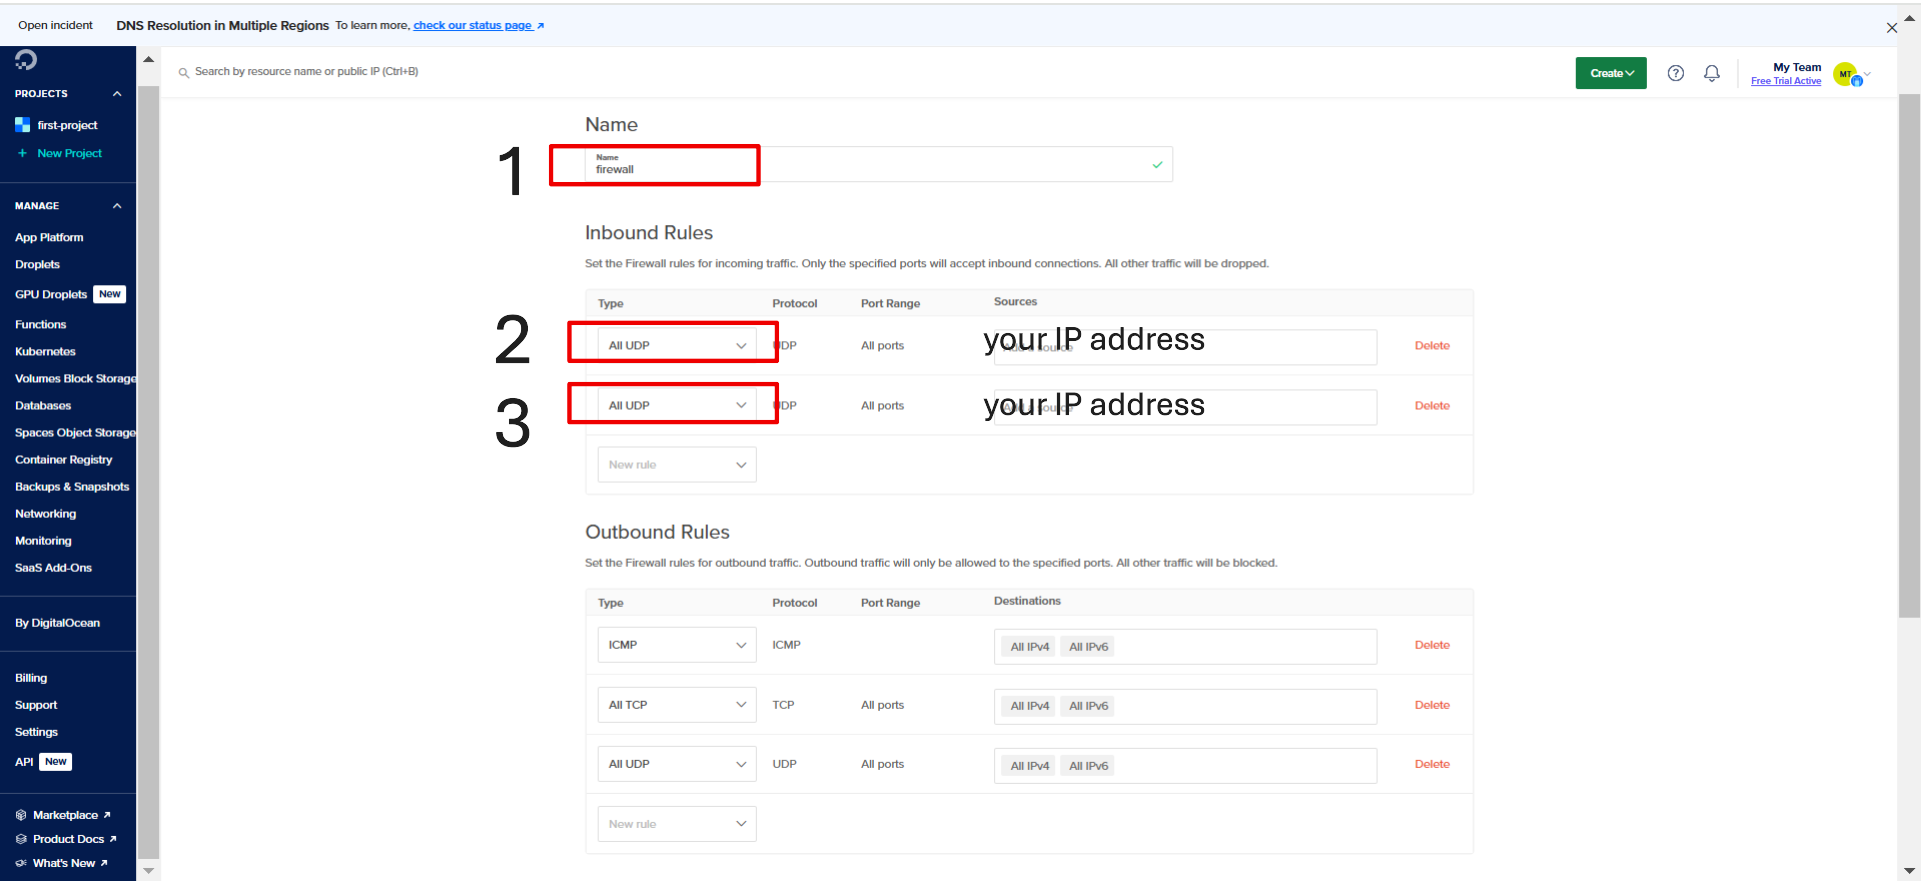 Open incident DNS Resolution in Multiple Regions To learn more, check our status page
Search by resource name or public IP (Ctrl+B)
Create
My Team
Free Trial Active
MT
PROJECTS
first-project
+ New Project
MANAGE
App Platform
Droplets
GPU Droplets New
Functions
Kubernetes
Volumes Block Storage
Databases
Spaces Object Storage
Container Registry
Backups & Snapshots
Networking
Monitoring
SaaS Add-Ons
By DigitalOcean
Billing
Support
Settings
API New
Marketplace
Product Docs
What's New
Name
1
Name
firewall
Inbound Rules
Set the Firewall rules for incoming traffic. Only the specified ports will accept inbound connections. All other traffic will be dropped.
Type Protocol Port Range Sources
2 All UDP UDP All ports your IP address Add a source Delete
3 All UDP UDP All ports your IP address Add a source Delete
New rule
Outbound Rules
Set the Firewall rules for outbound traffic. Outbound traffic will only be allowed to the specified ports. All other traffic will be blocked.
Type Protocol Port Range Destinations
ICMP ICMP All IPv4 All IPv6 Delete
All TCP TCP All ports All IPv4 All IPv6 Delete
All UDP UDP All ports All IPv4 All IPv6 Delete
New rule